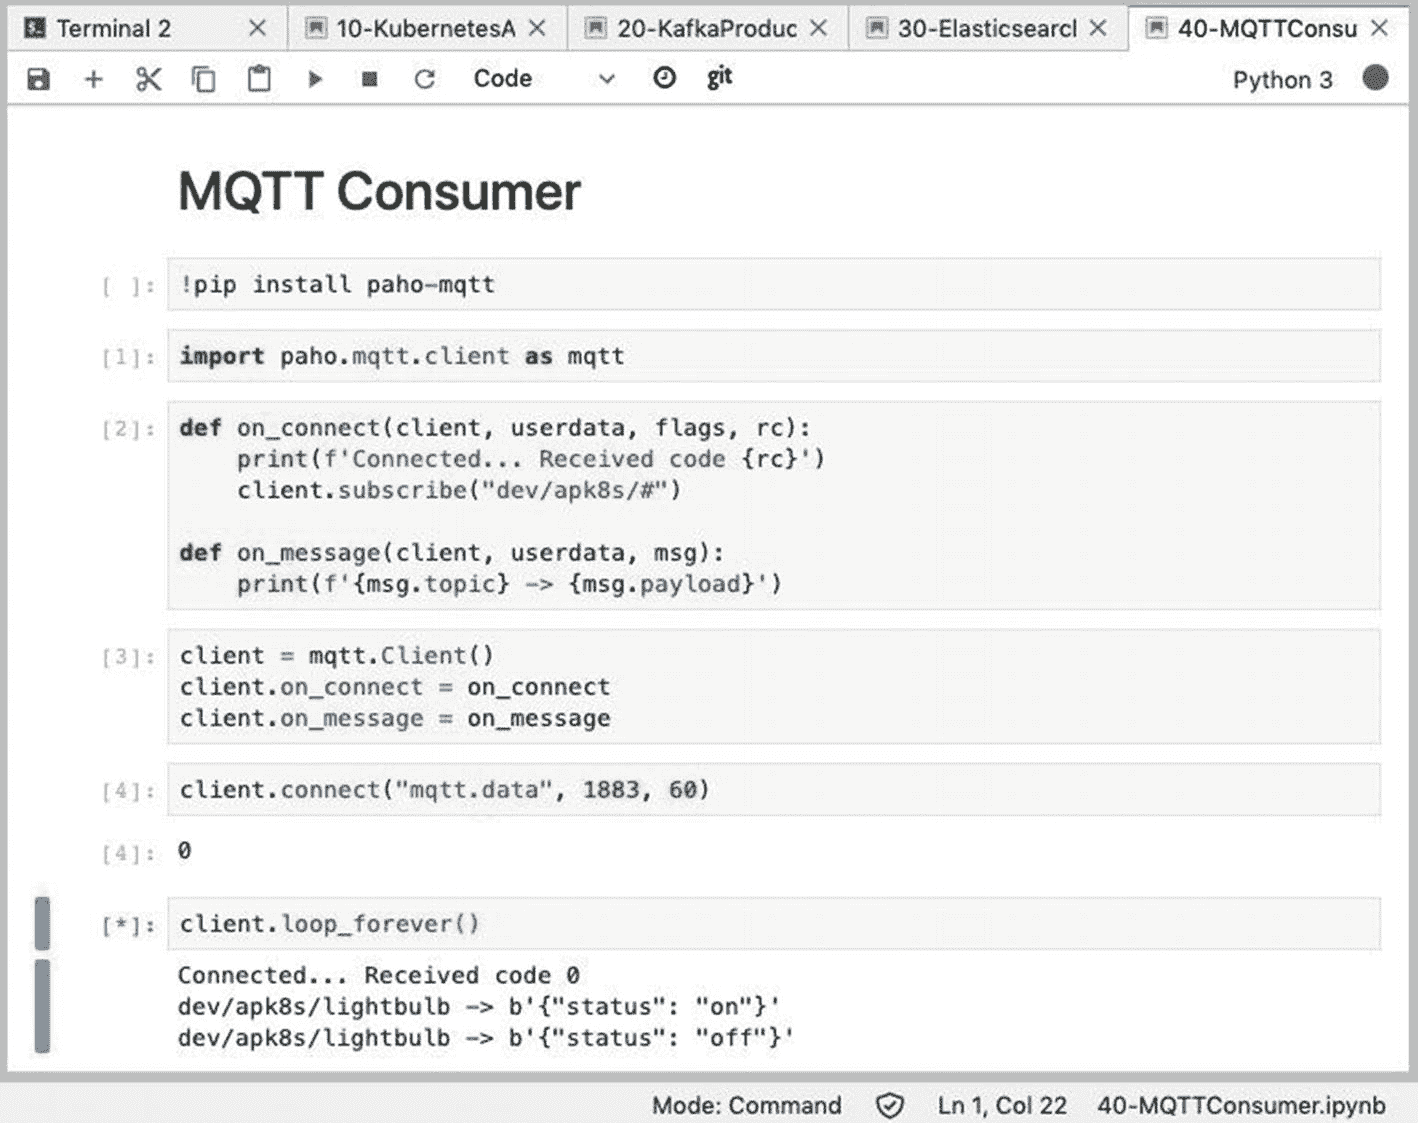 Terminal 2
10-KubernetesA
20-KafkaProduc
30-Elasticsearcl
40-MQTTConsu
Code
git
Python 3
MQTT Consumer
[ ]: !pip install paho-mqtt
[1]: import paho.mqtt.client as mqtt
[2]: def on_connect(client, userdata, flags, rc):
    print(f'Connected... Received code {rc}')
    client.subscribe("dev/apk8s/#")
def on_message(client, userdata, msg):
    print(f'{msg.topic} -> {msg.payload}')
[3]: client = mqtt.Client()
client.on_connect = on_connect
client.on_message = on_message
[4]: client.connect("mqtt.data", 1883, 60)
[4]: 0
[*]: client.loop_forever()
Connected... Received code 0
dev/apk8s/lightbulb -> b'{"status": "on"}'
dev/apk8s/lightbulb -> b'{"status": "off"}'
Mode: Command
Ln 1, Col 22
40-MQTTConsumer.ipynb